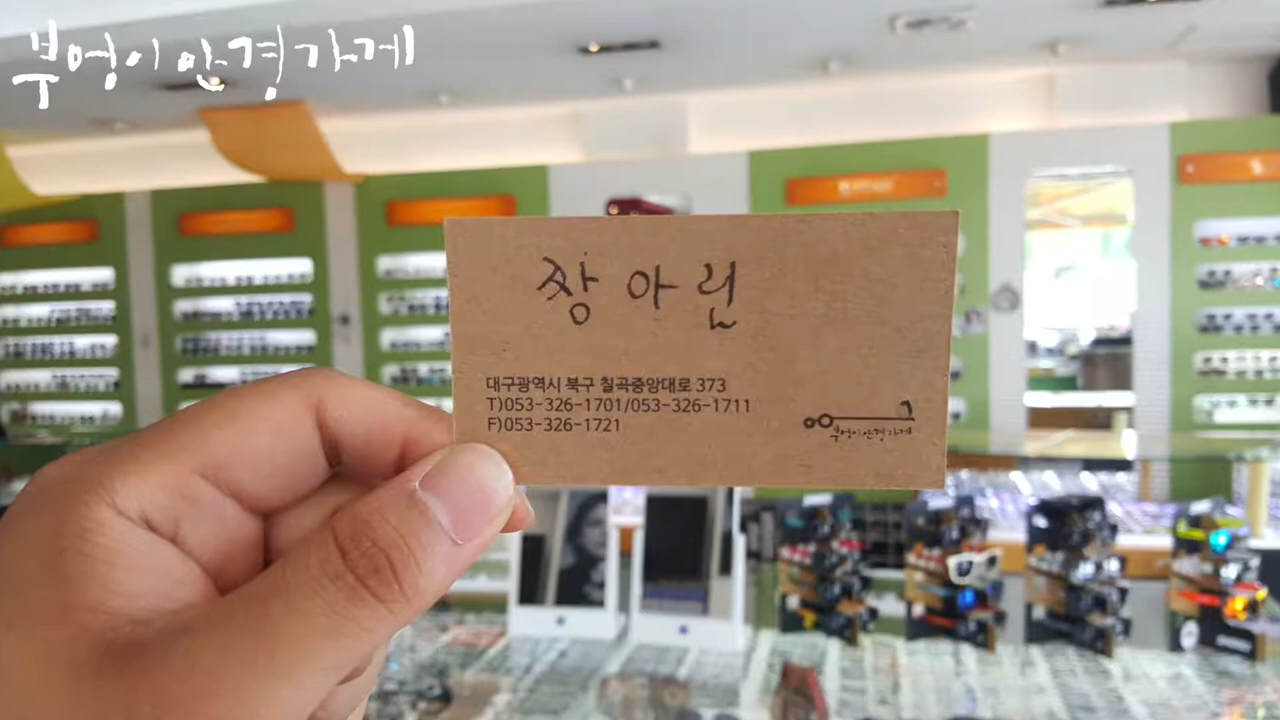 부엉이안경가게
짱아린
대구광역시 북구 칠곡중앙대로 373
T)053-326-1701/053-326-1711
F)053-326-1721
부엉이안경가게